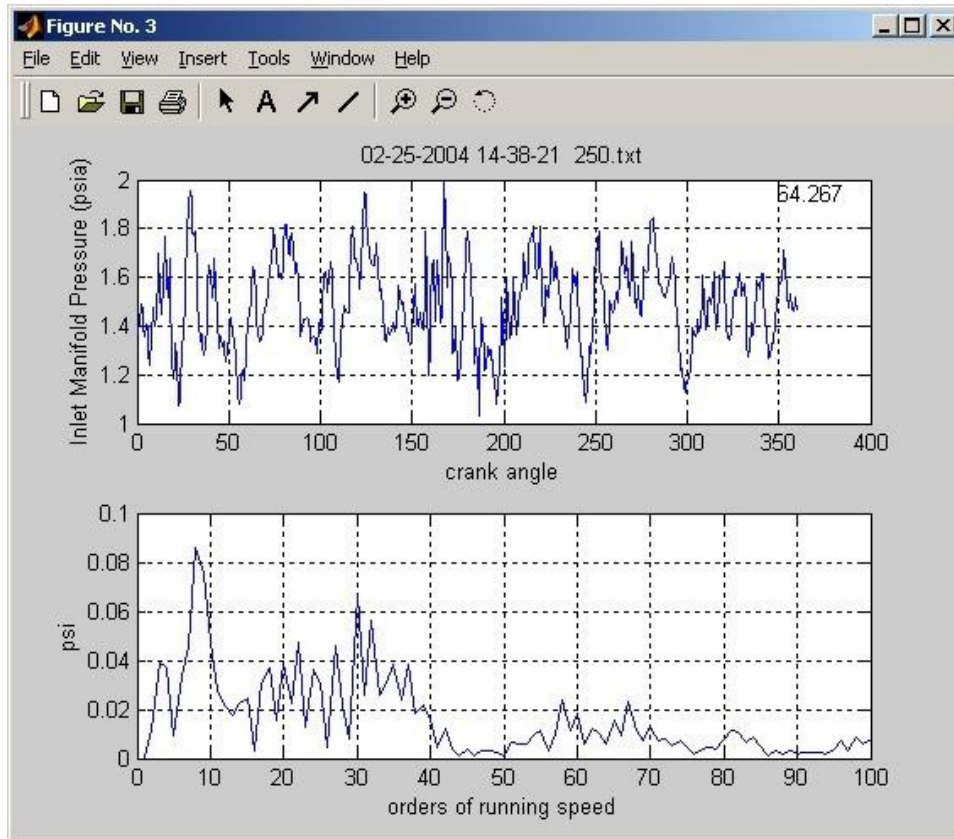 Figure No. 3
File Edit View Insert Tools Window Help
02-25-2004 14-38-21 250.txt
Inlet Manifold Pressure (psia)
2
1.8
1.6
1.4
1.2
1
64.267
0 50 100 150 200 250 300 350 400
crank angle
psi
0.1
0.08
0.06
0.04
0.02
0
0 10 20 30 40 50 60 70 80 90 100
orders of running speed